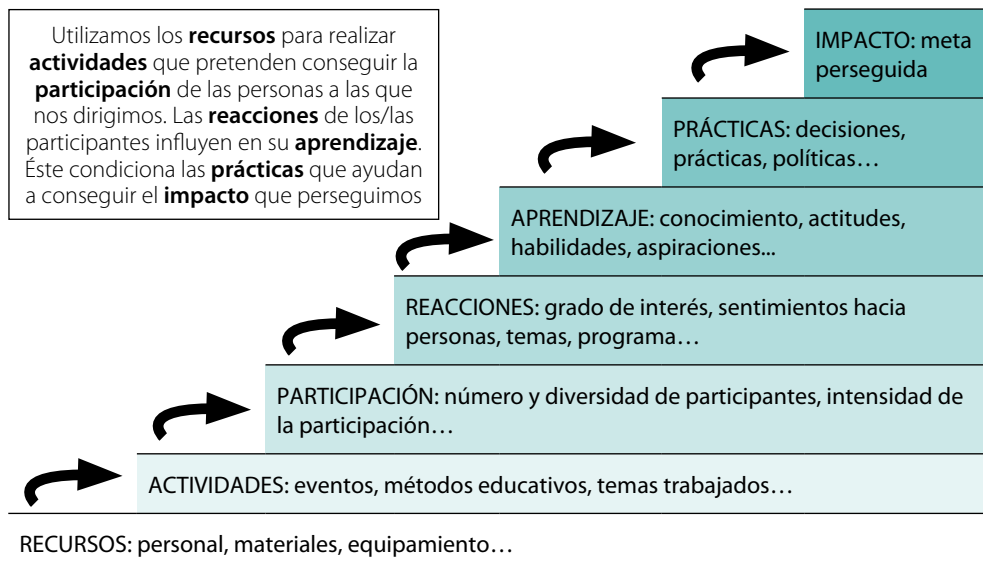 Utilizamos los recursos para realizar
actividades que pretenden conseguir la
participación de las personas a las que
nos dirigimos. Las reacciones de los/las
participantes influyen en su aprendizaje.
Éste condiciona las prácticas que ayudan
a conseguir el impacto que perseguimos
IMPACTO: meta
perseguida
PRÁCTICAS: decisiones,
prácticas, políticas…
APRENDIZAJE: conocimiento, actitudes,
habilidades, aspiraciones...
REACCIONES: grado de interés, sentimientos hacia
personas, temas, programa…
PARTICIPACIÓN: número y diversidad de participantes, intensidad de
la participación…
ACTIVIDADES: eventos, métodos educativos, temas trabajados…
RECURSOS: personal, materiales, equipamiento…